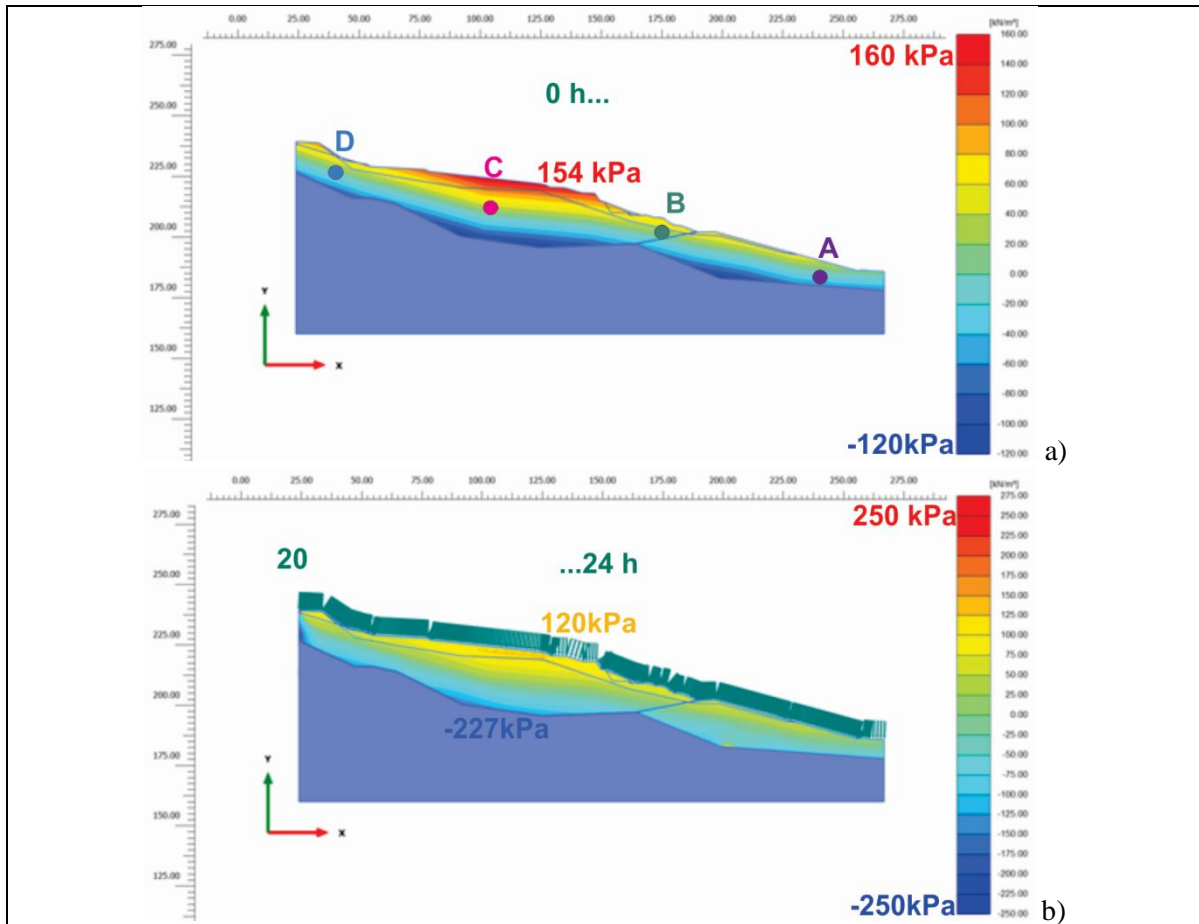 0.00 25.00 50.00 75.00 100.00 125.00 150.00 175.00 200.00 225.00 250.00 275.00
[kN/m²]
275.00
250.00
225.00
200.00
175.00
150.00
125.00
160 kPa
0 h...
D
C
154 kPa
B
A
Y
X
-120kPa
160.00
140.00
120.00
100.00
80.00
60.00
40.00
20.00
0.00
-20.00
-40.00
-60.00
-80.00
-100.00
-120.00
a)
0.00 25.00 50.00 75.00 100.00 125.00 150.00 175.00 200.00 225.00 250.00 275.00
[kN/m²]
275.00
250.00
225.00
200.00
175.00
150.00
125.00
250 kPa
20
...24 h
120kPa
-227kPa
Y
X
-250kPa
275.00
250.00
225.00
200.00
175.00
150.00
125.00
100.00
75.00
50.00
25.00
0.00
-25.00
-50.00
-75.00
-100.00
-125.00
-150.00
-175.00
-200.00
-225.00
-250.00
b)